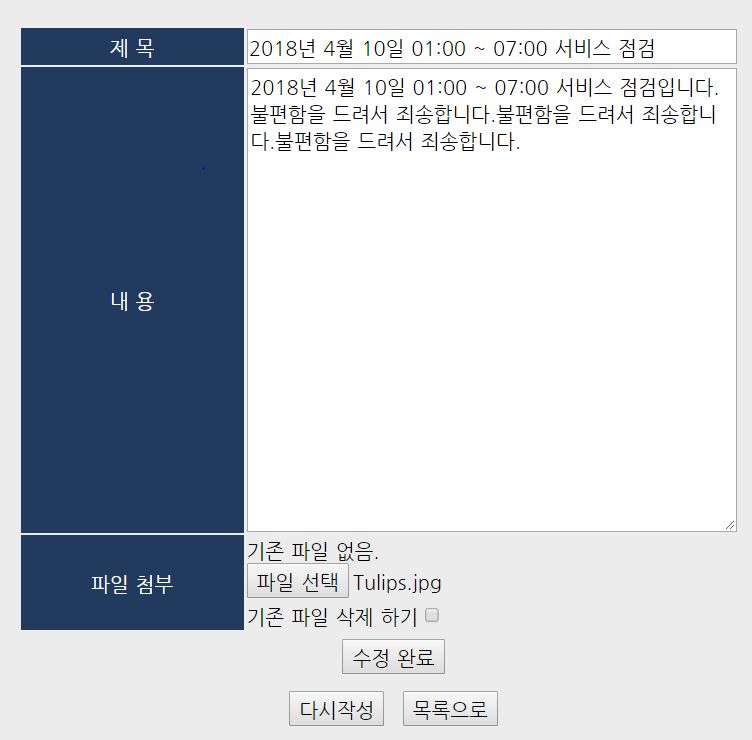 제 목 2018년 4월 10일 01:00 ~ 07:00 서비스 점검
2018년 4월 10일 01:00 ~ 07:00 서비스 점검입니다.
불편함을 드려서 죄송합니다.불편함을 드려서 죄송합니
다.불편함을 드려서 죄송합니다.
내 용
기존 파일 없음.
파일 첨부 파일 선택 Tulips.jpg
기존 파일 삭제 하기
수정 완료
다시작성 목록으로